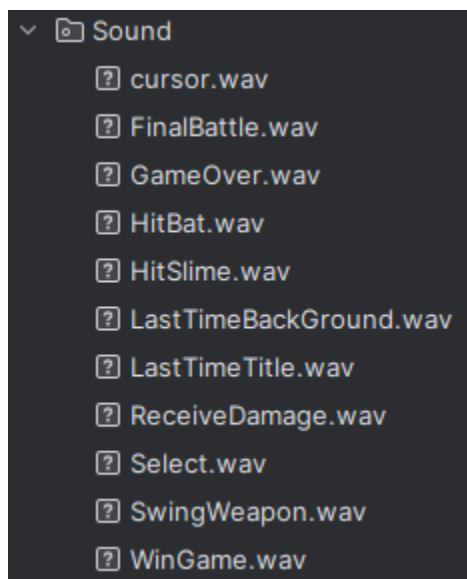 Sound
cursor.wav
FinalBattle.wav
GameOver.wav
HitBat.wav
HitSlime.wav
LastTimeBackGround.wav
LastTimeTitle.wav
ReceiveDamage.wav
Select.wav
SwingWeapon.wav
WinGame.wav